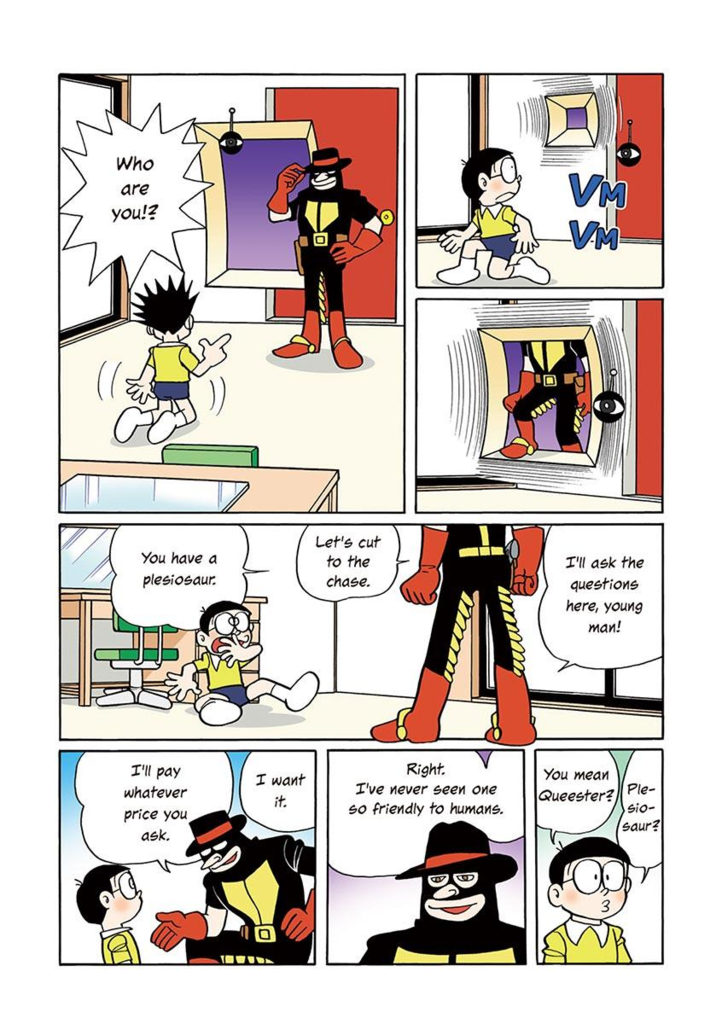 VM
VM
Who
are
you!?
I'll ask the
questions
here, young
man!
Let's cut
to the
chase.
You have a
plesiosaur.
Ple-
sio-
saur?
You mean
Queester?
Right.
I've never seen one
so friendly to humans.
I want
it.
I'll pay
whatever
price you
ask.